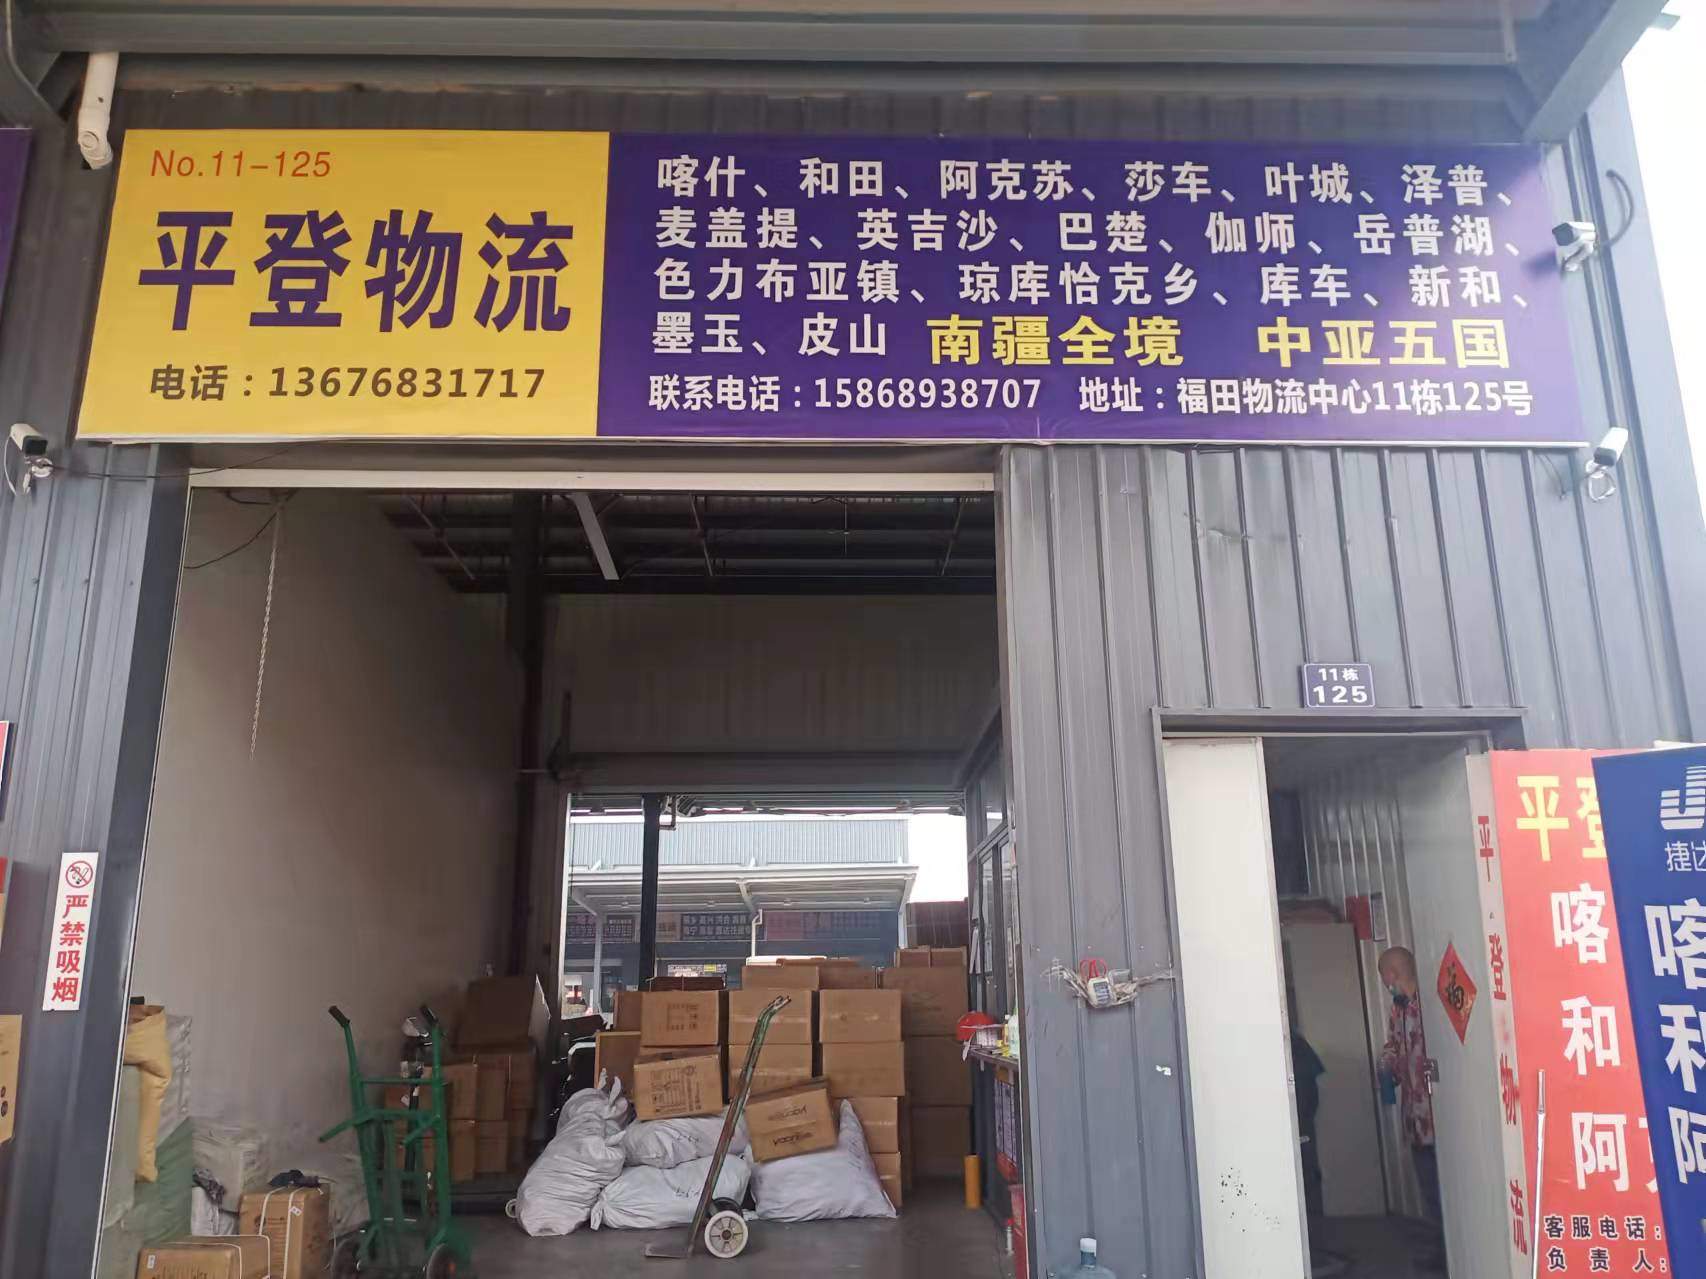 No.11-125
平登物流
电话：13676831717
喀什、和田、阿克苏、莎车、叶城、泽普、
麦盖提、英吉沙、巴楚、伽师、岳普湖、
色力布亚镇、琼库恰克乡、库车、新和、
墨玉、皮山 南疆全境 中亚五国
联系电话：15868938707 地址：福田物流中心11栋125号
11栋
125
严禁吸烟
福
平登物流
平登
喀
和
阿克
客服电话：
负责人：
捷达
喀
和
阿